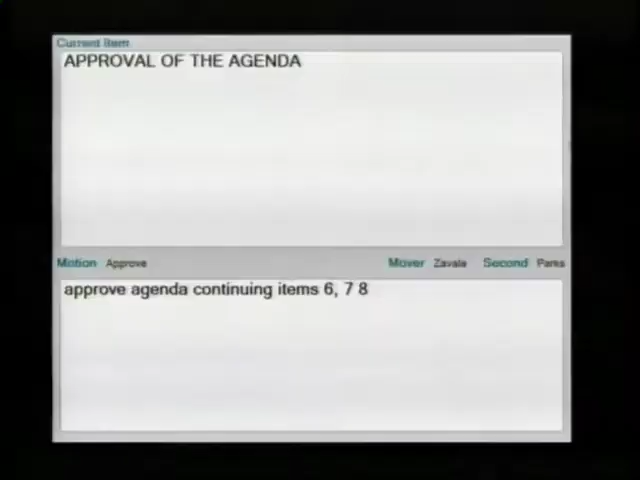 Current Item
APPROVAL OF THE AGENDA
Motion Approve Mover Zavala Second Parks
approve agenda continuing items 6, 7 8